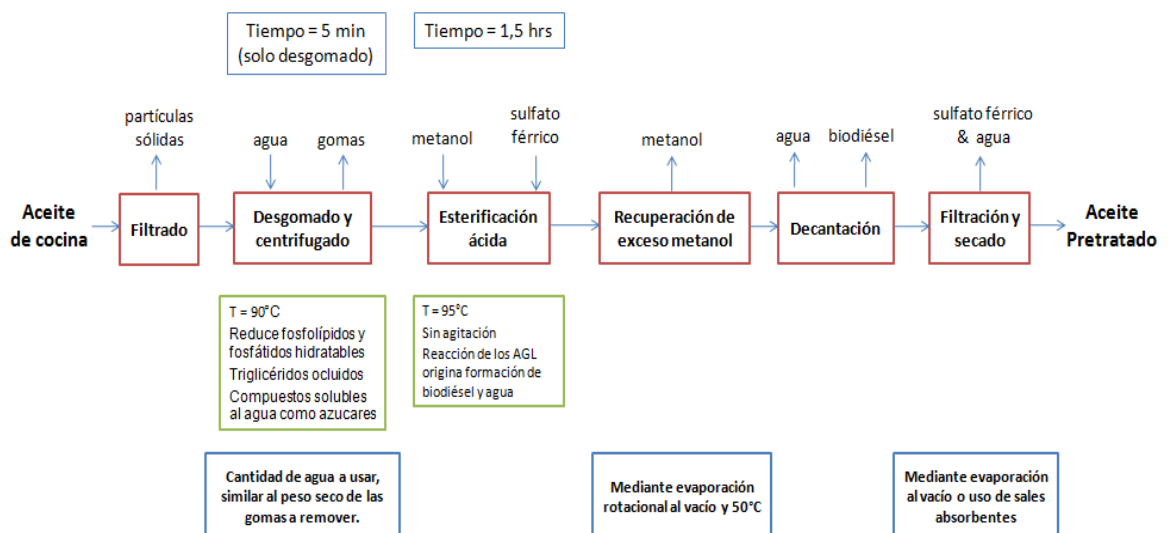 Tiempo = 5 min
(solo desgomado)
Tiempo = 1,5 hrs
partículas
sólidas
agua
gomas
metanol
sulfato
férrico
metanol
agua
biodiésel
sulfato férrico
& agua
Aceite
de cocina
Filtrado
Desgomado y
centrifugado
Esterificación
ácida
Recuperación de
exceso metanol
Decantación
Filtración y
secado
Aceite
Pretratado
T = 90°C
Reduce fosfolípidos y
fosfátidos hidratables
Triglicéridos ocluidos
Compuestos solubles
al agua como azucares
T = 95°C
Sin agitación
Reacción de los AGL
origina formación de
biodiésel y agua
Cantidad de agua a usar,
similar al peso seco de las
gomas a remover.
Mediante evaporación
rotacional al vacío y 50°C
Mediante evaporación
al vacío o uso de sales
absorbentes